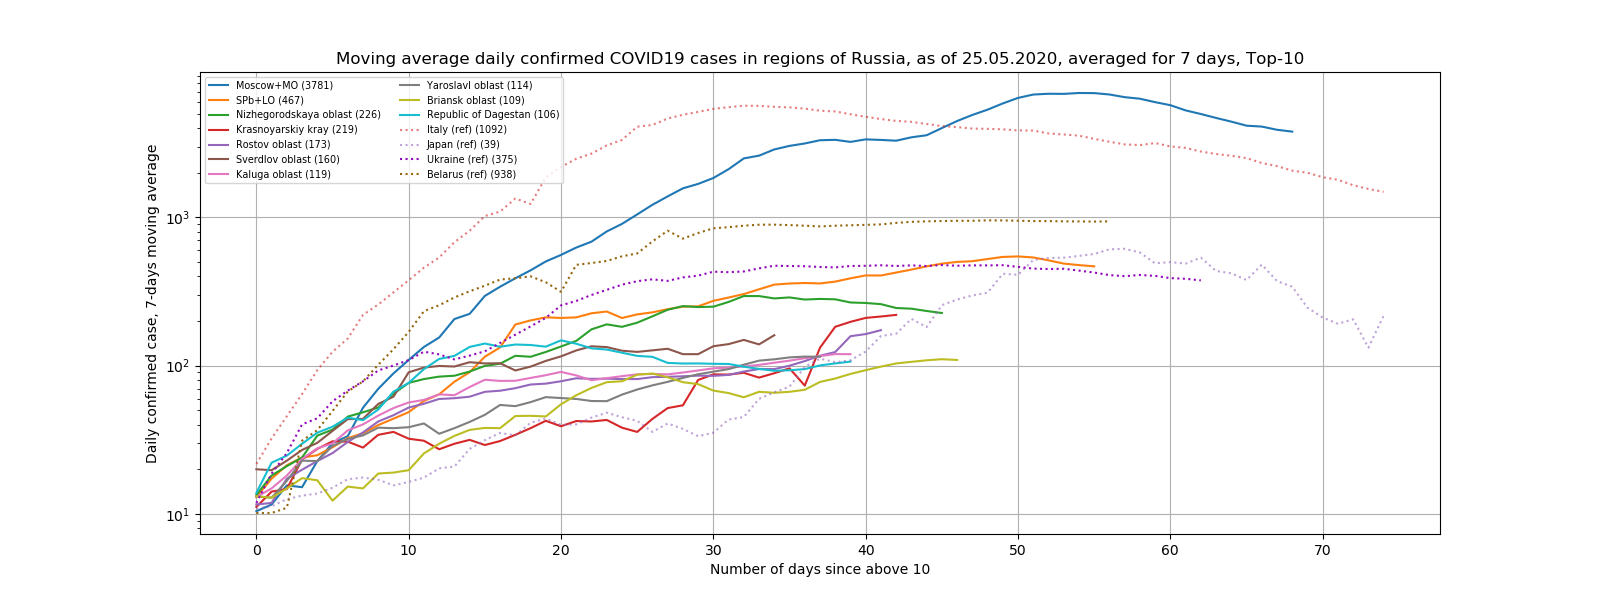 Moving average daily confirmed COVID19 cases in regions of Russia, as of 25.05.2020, averaged for 7 days, Top-10
Moscow+MO (3781)
SPb+LO (467)
Nizhegorodskaya oblast (226)
Krasnoyarskiy kray (219)
Rostov oblast (173)
Sverdlov oblast (160)
Kaluga oblast (119)
Yaroslavl oblast (114)
Briansk oblast (109)
Republic of Dagestan (106)
Italy (ref) (1092)
Japan (ref) (39)
Ukraine (ref) (375)
Belarus (ref) (938)
Daily confirmed case, 7-days moving average
10³
10²
10¹
0 10 20 30 40 50 60 70
Number of days since above 10